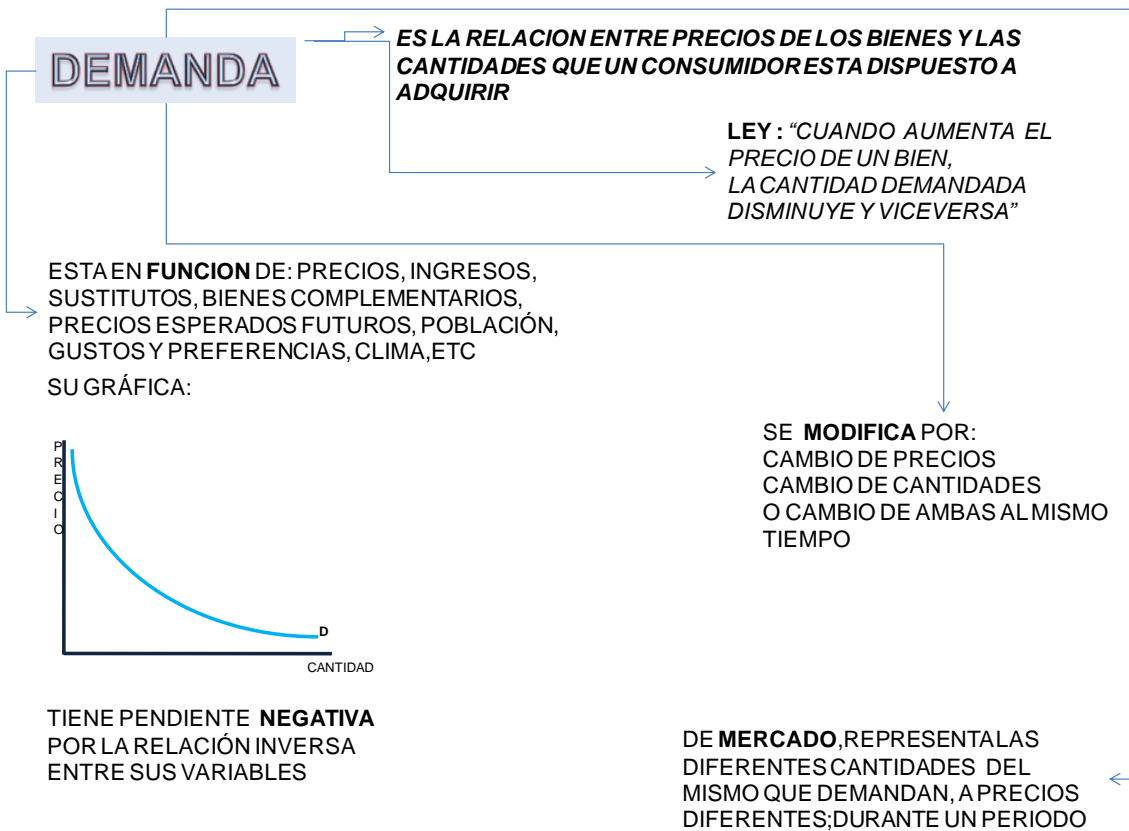 DEMANDA
ES LA RELACION ENTRE PRECIOS DE LOS BIENES Y LAS
CANTIDADES QUE UN CONSUMIDOR ESTA DISPUESTO A
ADQUIRIR
LEY : “CUANDO AUMENTA EL
PRECIO DE UN BIEN,
LA CANTIDAD DEMANDADA
DISMINUYE Y VICEVERSA”
ESTA EN FUNCION DE: PRECIOS, INGRESOS,
SUSTITUTOS, BIENES COMPLEMENTARIOS,
PRECIOS ESPERADOS FUTUROS, POBLACIÓN,
GUSTOS Y PREFERENCIAS, CLIMA,ETC
SU GRÁFICA:
PRECIO
D
CANTIDAD
SE MODIFICA POR:
CAMBIO DE PRECIOS
CAMBIO DE CANTIDADES
O CAMBIO DE AMBAS AL MISMO
TIEMPO
TIENE PENDIENTE NEGATIVA
POR LA RELACIÓN INVERSA
ENTRE SUS VARIABLES
DE MERCADO,REPRESENTA LAS
DIFERENTES CANTIDADES DEL
MISMO QUE DEMANDAN, A PRECIOS
DIFERENTES;DURANTE UN PERIODO